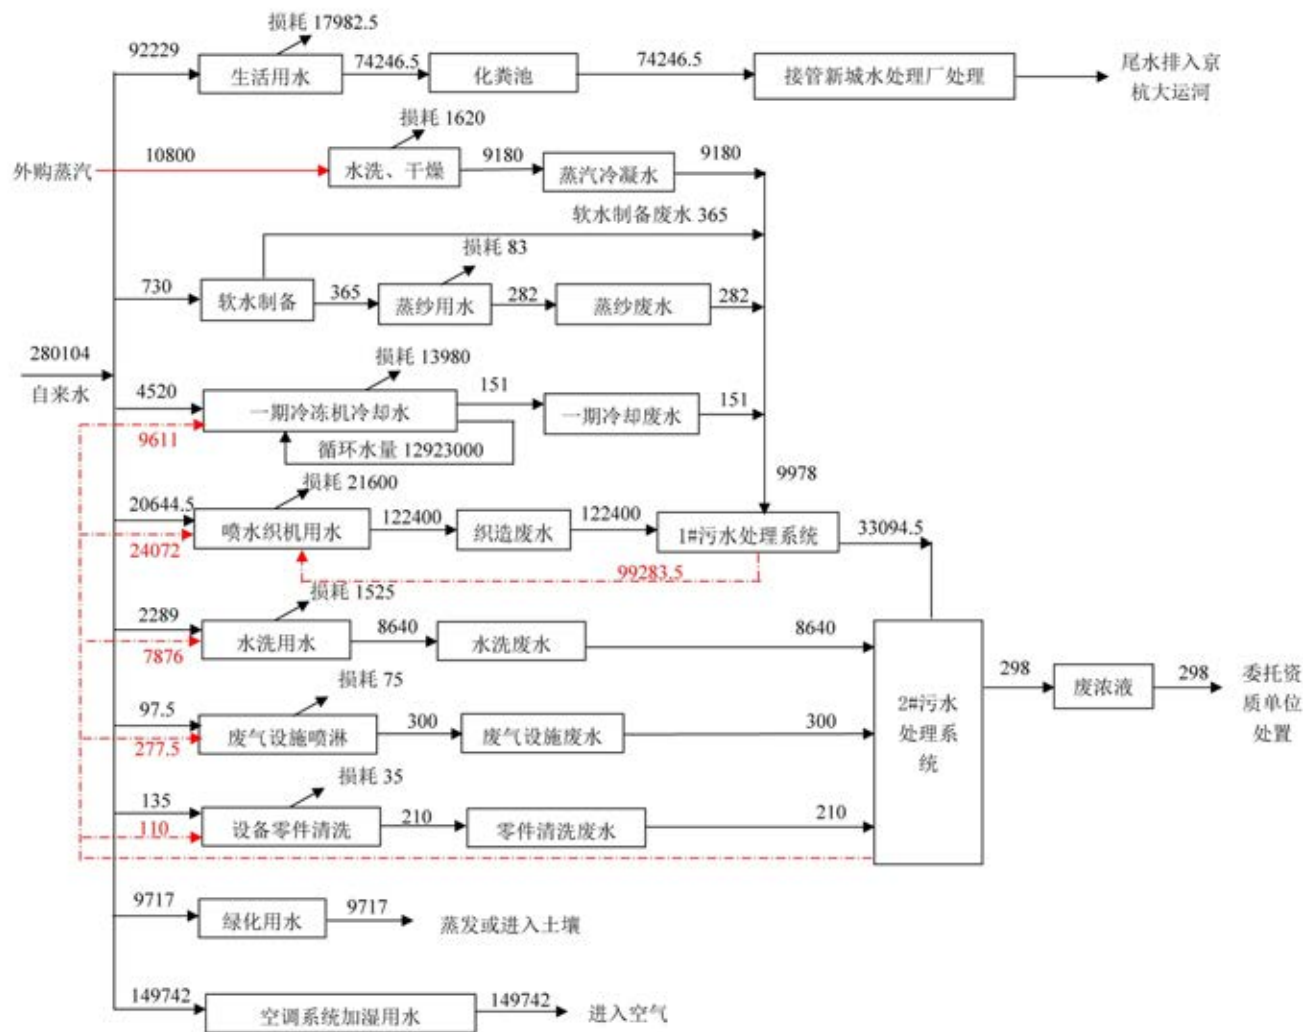 损耗 17982.5
92229
生活用水
74246.5
化粪池
74246.5
接管新城水处理厂处理
尾水排入京
杭大运河
损耗 1620
外购蒸汽
10800
水洗、干燥
9180
蒸汽冷凝水
9180
软水制备废水 365
损耗 83
730
软水制备
365
蒸纱用水
282
蒸纱废水
282
280104
自来水
损耗 13980
4520
9611
一期冷冻机冷却水
151
一期冷却废水
151
循环水量 12923000
9978
损耗 21600
20644.5
24072
喷水织机用水
122400
织造废水
122400
1#污水处理系统
33094.5
99283.5
损耗 1525
2289
7876
水洗用水
8640
水洗废水
8640
损耗 75
97.5
277.5
废气设施喷淋
300
废气设施废水
300
2#污水
处理系
统
298
废浓液
298
委托资
质单位
处置
损耗 35
135
110
设备零件清洗
210
零件清洗废水
210
9717
绿化用水
9717
蒸发或进入土壤
149742
空调系统加湿用水
149742
进入空气